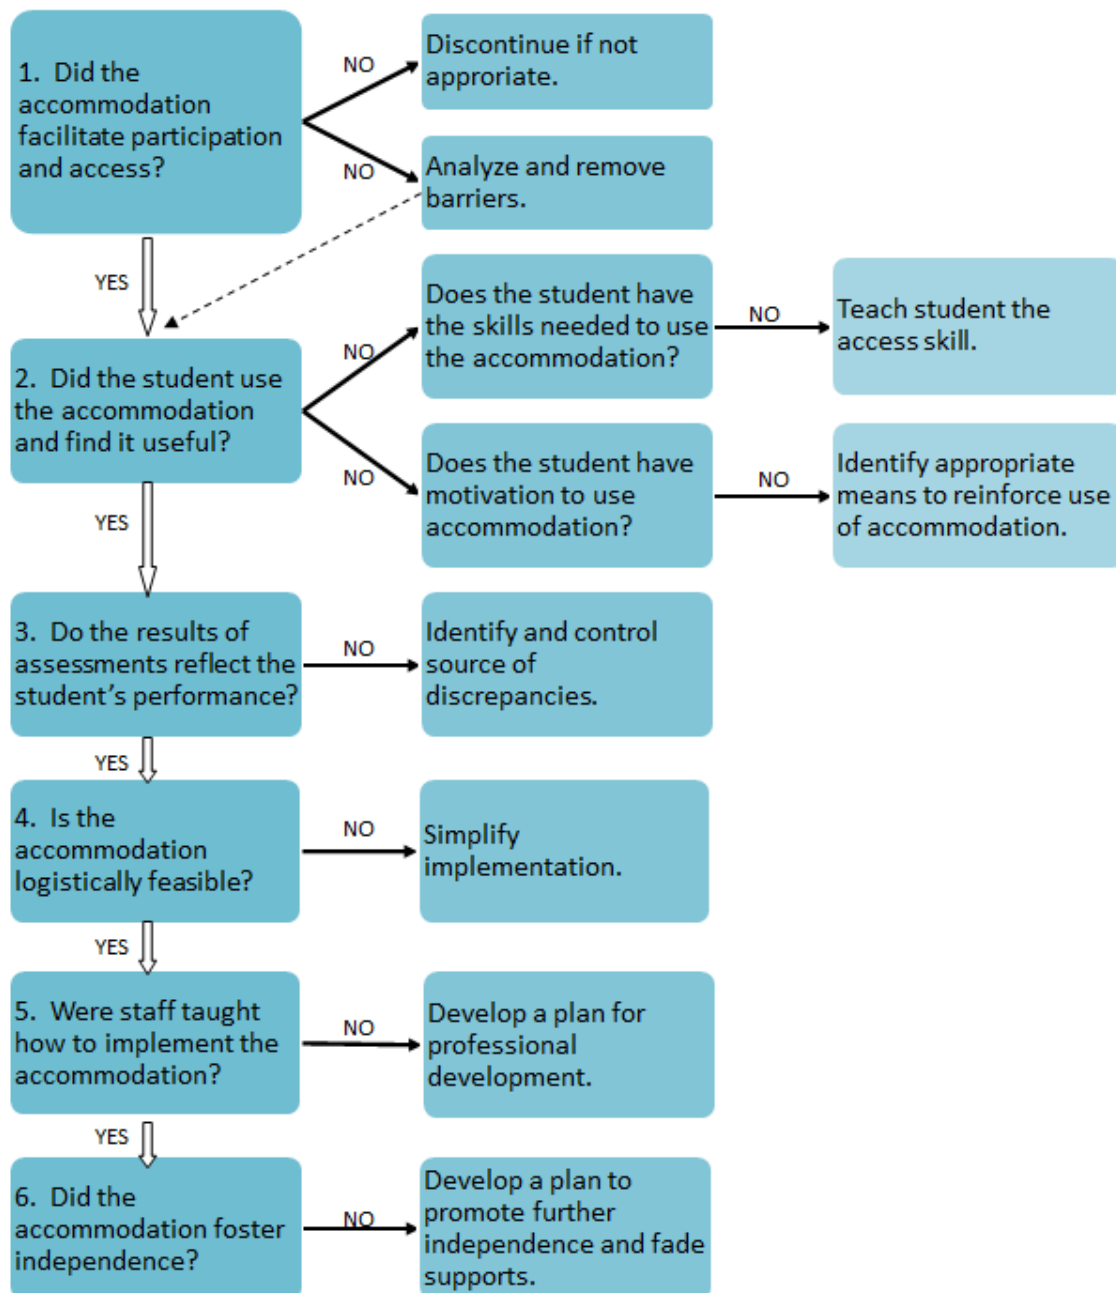 1.  Did the
accommodation
facilitate participation
and access?
NO
Discontinue if not
approriate.
NO
Analyze and remove
barriers.
YES
2.  Did the student use
the accommodation
and find it useful?
NO
Does the student have
the skills needed to use
the accommodation?
NO
Teach student the
access skill.
NO
Does the student have
motivation to use
accommodation?
NO
Identify appropriate
means to reinforce use
of accommodation.
YES
3.  Do the results of
assessments reflect the
student’s performance?
NO
Identify and control
source of
discrepancies.
YES
4.  Is the
accommodation
logistically feasible?
NO
Simplify
implementation.
YES
5.  Were staff taught
how to implement the
accommodation?
NO
Develop a plan for
professional
development.
YES
6.  Did the
accommodation foster
independence?
NO
Develop a plan to
promote further
independence and fade
supports.